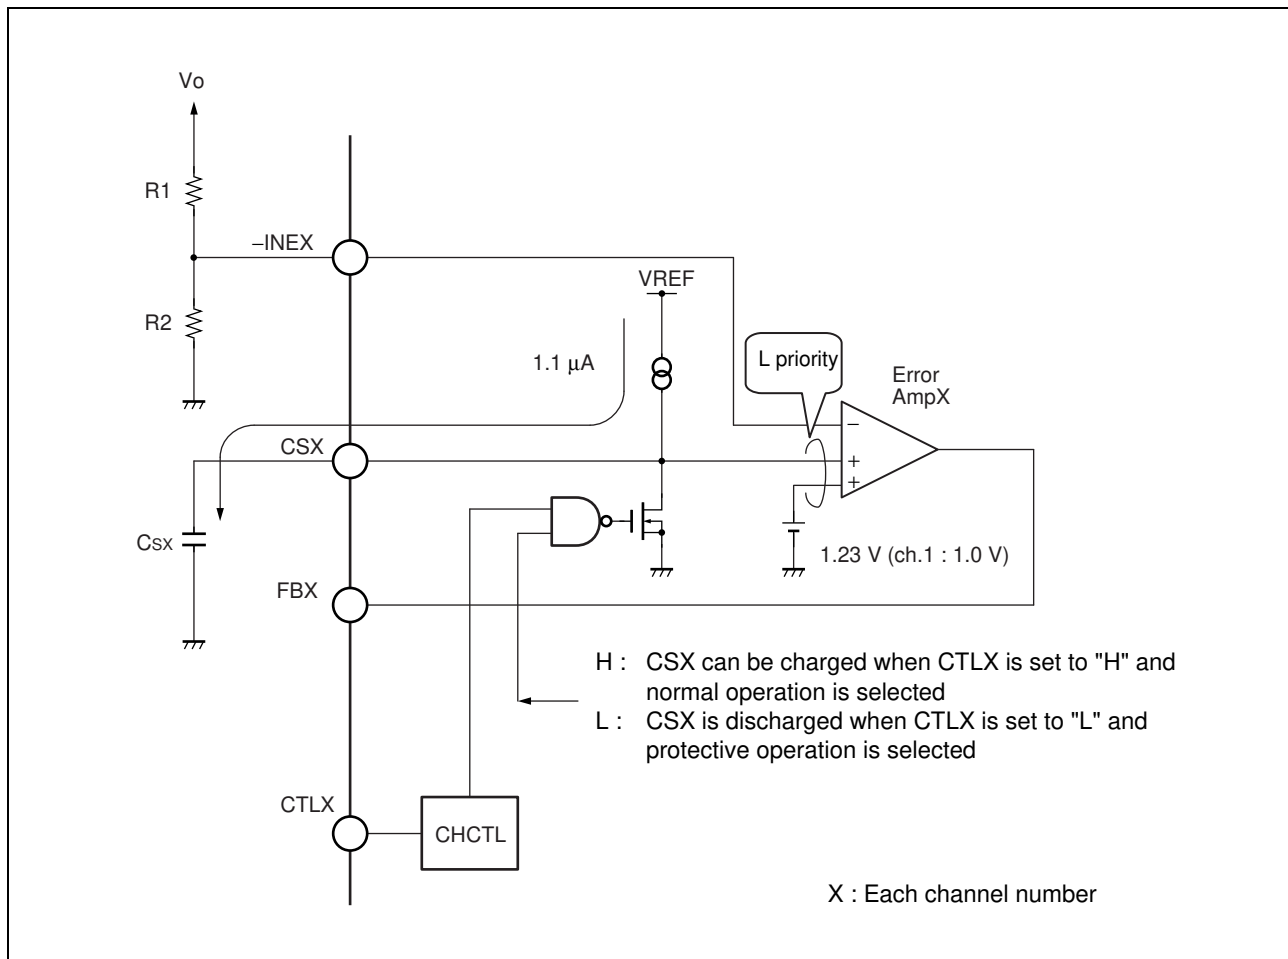 Vo
R1
–INEX
VREF
R2
1.1 µA
L priority
Error
AmpX
–
CSX
+
+
CSX
1.23 V (ch.1 : 1.0 V)
FBX
H : CSX can be charged when CTLX is set to "H" and
normal operation is selected
L : CSX is discharged when CTLX is set to "L" and
protective operation is selected
CTLX
CHCTL
X : Each channel number